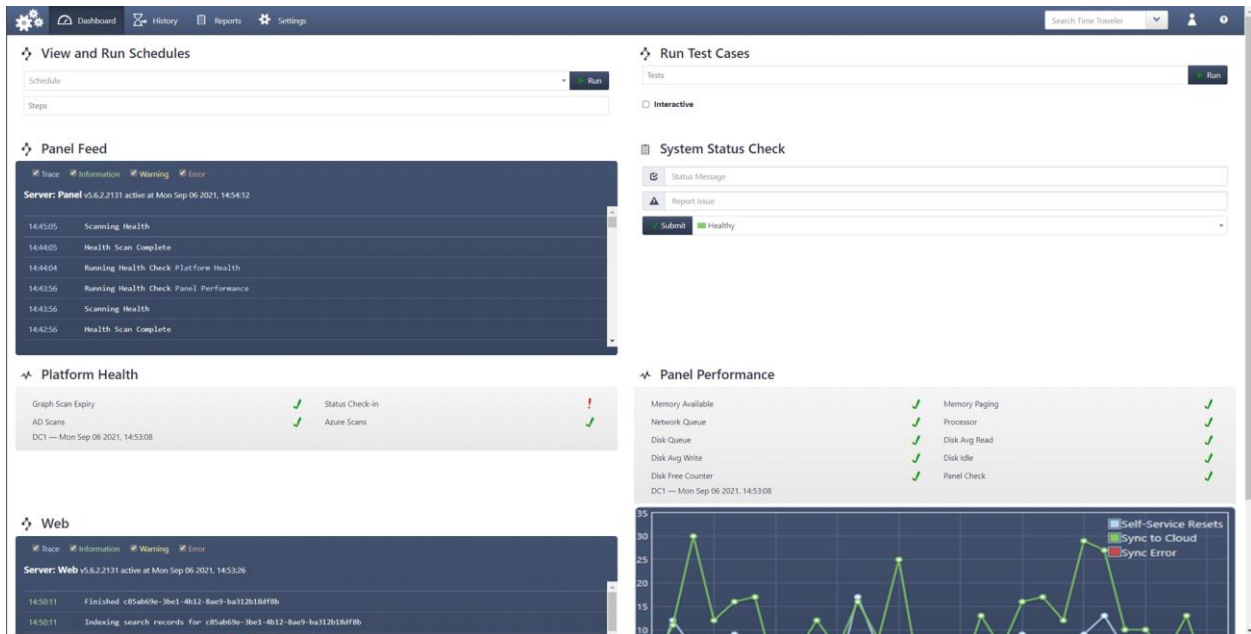 Dashboard History Reports Settings Search Time Traveler
View and Run Schedules
Schedule Run
Steps
Run Test Cases
Tests Run
Interactive
Panel Feed
Trace Information Warning Error
Server: Panel v5.6.2.2131 active at Mon Sep 06 2021, 14:54:12
14:45:05 Scanning Health
14:44:05 Health Scan Complete
14:44:04 Running Health Check Platform Health
14:43:56 Running Health Check Panel Performance
14:43:56 Scanning Health
14:42:56 Health Scan Complete
System Status Check
Status Message
Report Issue
Submit Healthy
Platform Health
Graph Scan Expiry Status Check-in
AD Scans Azure Scans
DC1 — Mon Sep 06 2021, 14:53:08
Panel Performance
Memory Available Memory Paging
Network Queue Processor
Disk Queue Disk Avg Read
Disk Avg Write Disk Idle
Disk Free Counter Panel Check
DC1 — Mon Sep 06 2021, 14:53:08
Web
Trace Information Warning Error
Server: Web v5.6.2.2131 active at Mon Sep 06 2021, 14:53:26
14:50:11 Finished c85ab69e-3be1-4b12-8ae9-ba312b18df8b
14:50:11 Indexing search records for c85ab69e-3be1-4b12-8ae9-ba312b18df8b
35
30
25
20
15
10
Self-Service Resets
Sync to Cloud
Sync Error